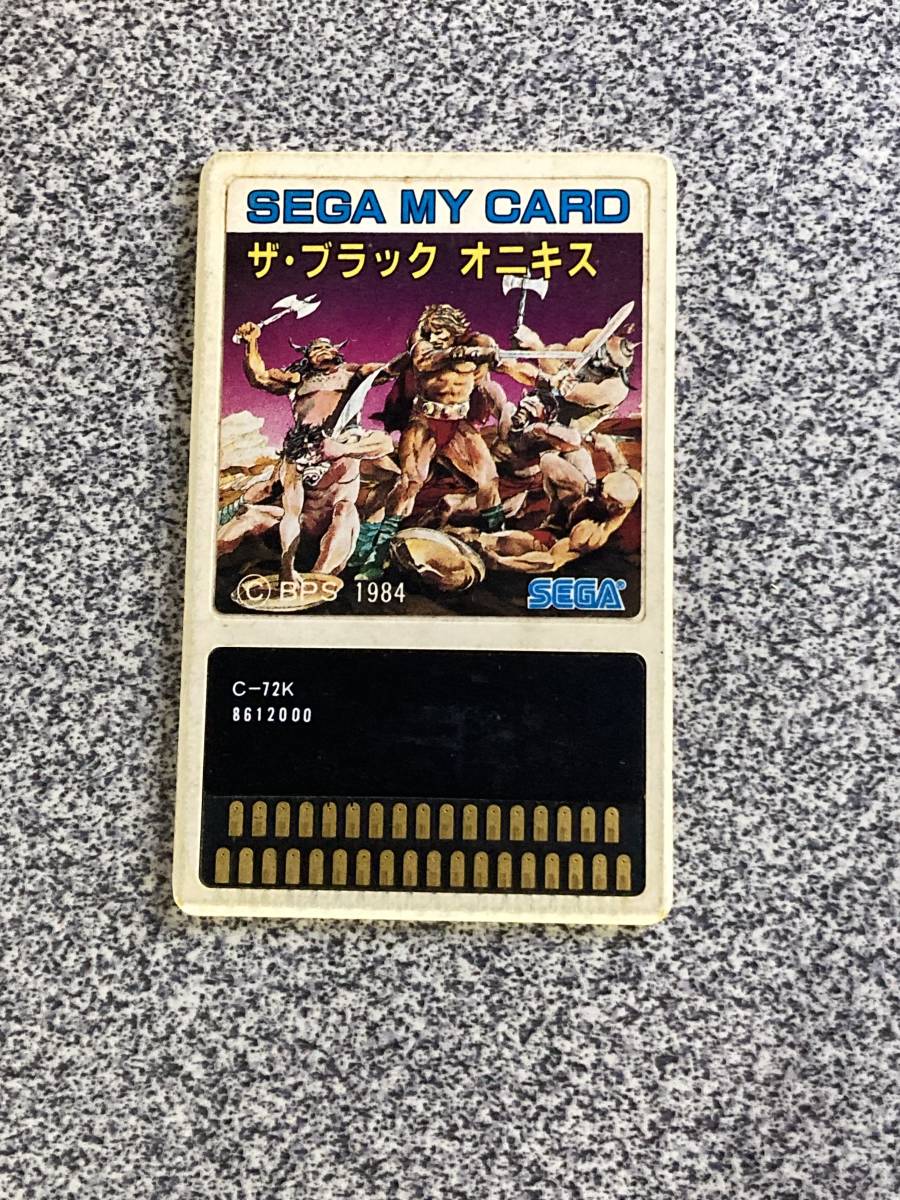 SEGA MY CARD
ザ・ブラック オニキス
© BPS 1984
SEGA®
C-72K
8612000